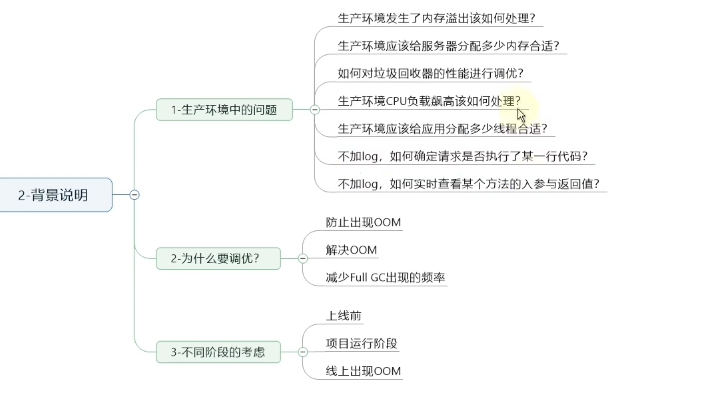 2-背景说明
1-生产环境中的问题
生产环境发生了内存溢出该如何处理？
生产环境应该给服务器分配多少内存合适？
如何对垃圾回收器的性能进行调优？
生产环境CPU负载飙高该如何处理？
生产环境应该给应用分配多少线程合适？
不加log，如何确定请求是否执行了某一行代码？
不加log，如何实时查看某个方法的入参与返回值？
2-为什么要调优？
防止出现OOM
解决OOM
减少Full GC出现的频率
3-不同阶段的考虑
上线前
项目运行阶段
线上出现OOM